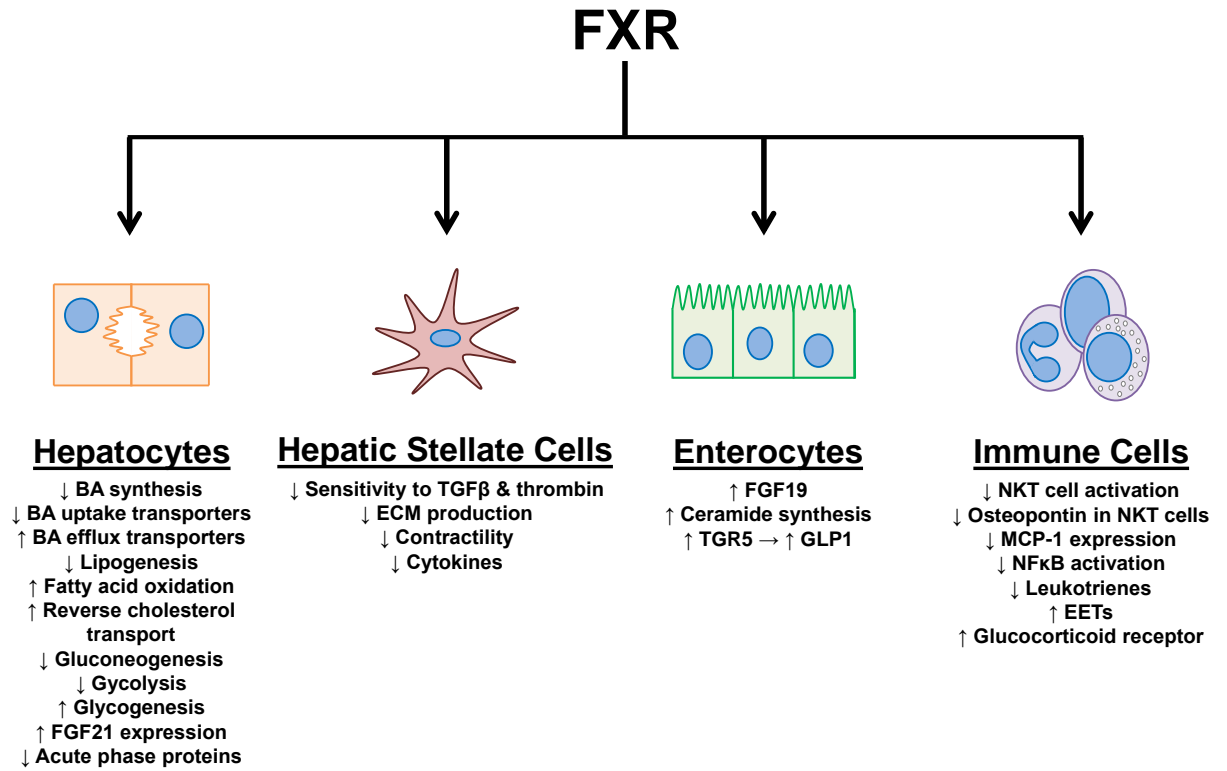 FXR
Hepatocytes
↓ BA synthesis
↓ BA uptake transporters
↑ BA efflux transporters
↓ Lipogenesis
↑ Fatty acid oxidation
↑ Reverse cholesterol
transport
↓ Gluconeogenesis
↓ Gycolysis
↑ Glycogenesis
↑ FGF21 expression
↓ Acute phase proteins
Hepatic Stellate Cells
↓ Sensitivity to TGFβ & thrombin
↓ ECM production
↓ Contractility
↓ Cytokines
Enterocytes
↑ FGF19
↑ Ceramide synthesis
↑ TGR5 → ↑ GLP1
Immune Cells
↓ NKT cell activation
↓ Osteopontin in NKT cells
↓ MCP-1 expression
↓ NFκB activation
↓ Leukotrienes
↑ EETs
↑ Glucocorticoid receptor